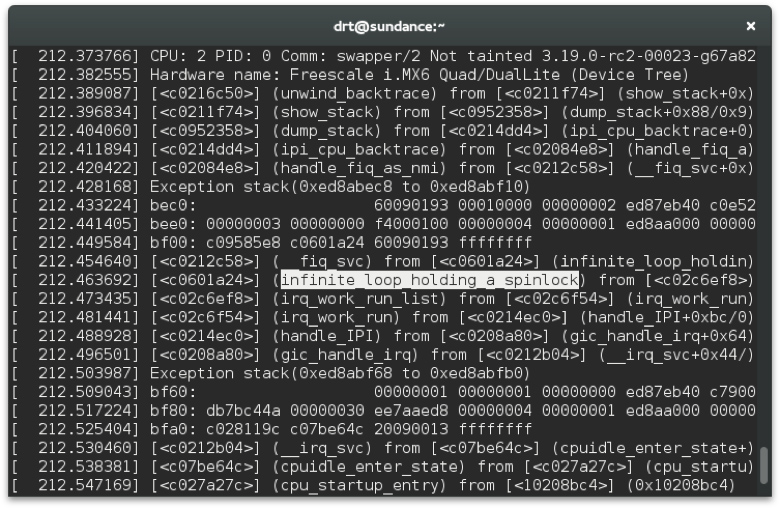 drt@sundance:~ ×
[  212.373766] CPU: 2 PID: 0 Comm: swapper/2 Not tainted 3.19.0-rc2-00023-g67a82
[  212.382555] Hardware name: Freescale i.MX6 Quad/DualLite (Device Tree)
[  212.389087] [<c0216c50>] (unwind_backtrace) from [<c0211f74>] (show_stack+0x)
[  212.396834] [<c0211f74>] (show_stack) from [<c0952358>] (dump_stack+0x88/0x9)
[  212.404060] [<c0952358>] (dump_stack) from [<c0214dd4>] (ipi_cpu_backtrace+0)
[  212.411894] [<c0214dd4>] (ipi_cpu_backtrace) from [<c02084e8>] (handle_fiq_a)
[  212.420422] [<c02084e8>] (handle_fiq_as_nmi) from [<c0212c58>] (__fiq_svc+0x)
[  212.428168] Exception stack(0xed8abec8 to 0xed8abf10)
[  212.433224] bec0:                   60090193 00010000 00000002 ed87eb40 c0e52
[  212.441405] bee0: 00000003 00000000 f4000100 00000004 00000001 ed8aa000 00000
[  212.449584] bf00: c09585e8 c0601a24 60090193 ffffffff
[  212.454640] [<c0212c58>] (__fiq_svc) from [<c0601a24>] (infinite_loop_holdin)
[  212.463692] [<c0601a24>] (infinite_loop_holding_a_spinlock) from [<c02c6ef8>)
[  212.473435] [<c02c6ef8>] (irq_work_run_list) from [<c02c6f54>] (irq_work_run)
[  212.481441] [<c02c6f54>] (irq_work_run) from [<c0214ec0>] (handle_IPI+0xbc/0)
[  212.488928] [<c0214ec0>] (handle_IPI) from [<c0208a80>] (gic_handle_irq+0x64)
[  212.496501] [<c0208a80>] (gic_handle_irq) from [<c0212b04>] (__irq_svc+0x44/)
[  212.503987] Exception stack(0xed8abf68 to 0xed8abfb0)
[  212.509043] bf60:                   00000001 00000001 00000000 ed87eb40 c7900
[  212.517224] bf80: db7bc44a 00000030 ee7aaed8 00000004 00000001 ed8aa000 00000
[  212.525404] bfa0: c028119c c07be64c 20090013 ffffffff
[  212.530460] [<c0212b04>] (__irq_svc) from [<c07be64c>] (cpuidle_enter_state+)
[  212.538381] [<c07be64c>] (cpuidle_enter_state) from [<c027a27c>] (cpu_startu)
[  212.547169] [<c027a27c>] (cpu_startup_entry) from [<10208bc4>] (0x10208bc4)